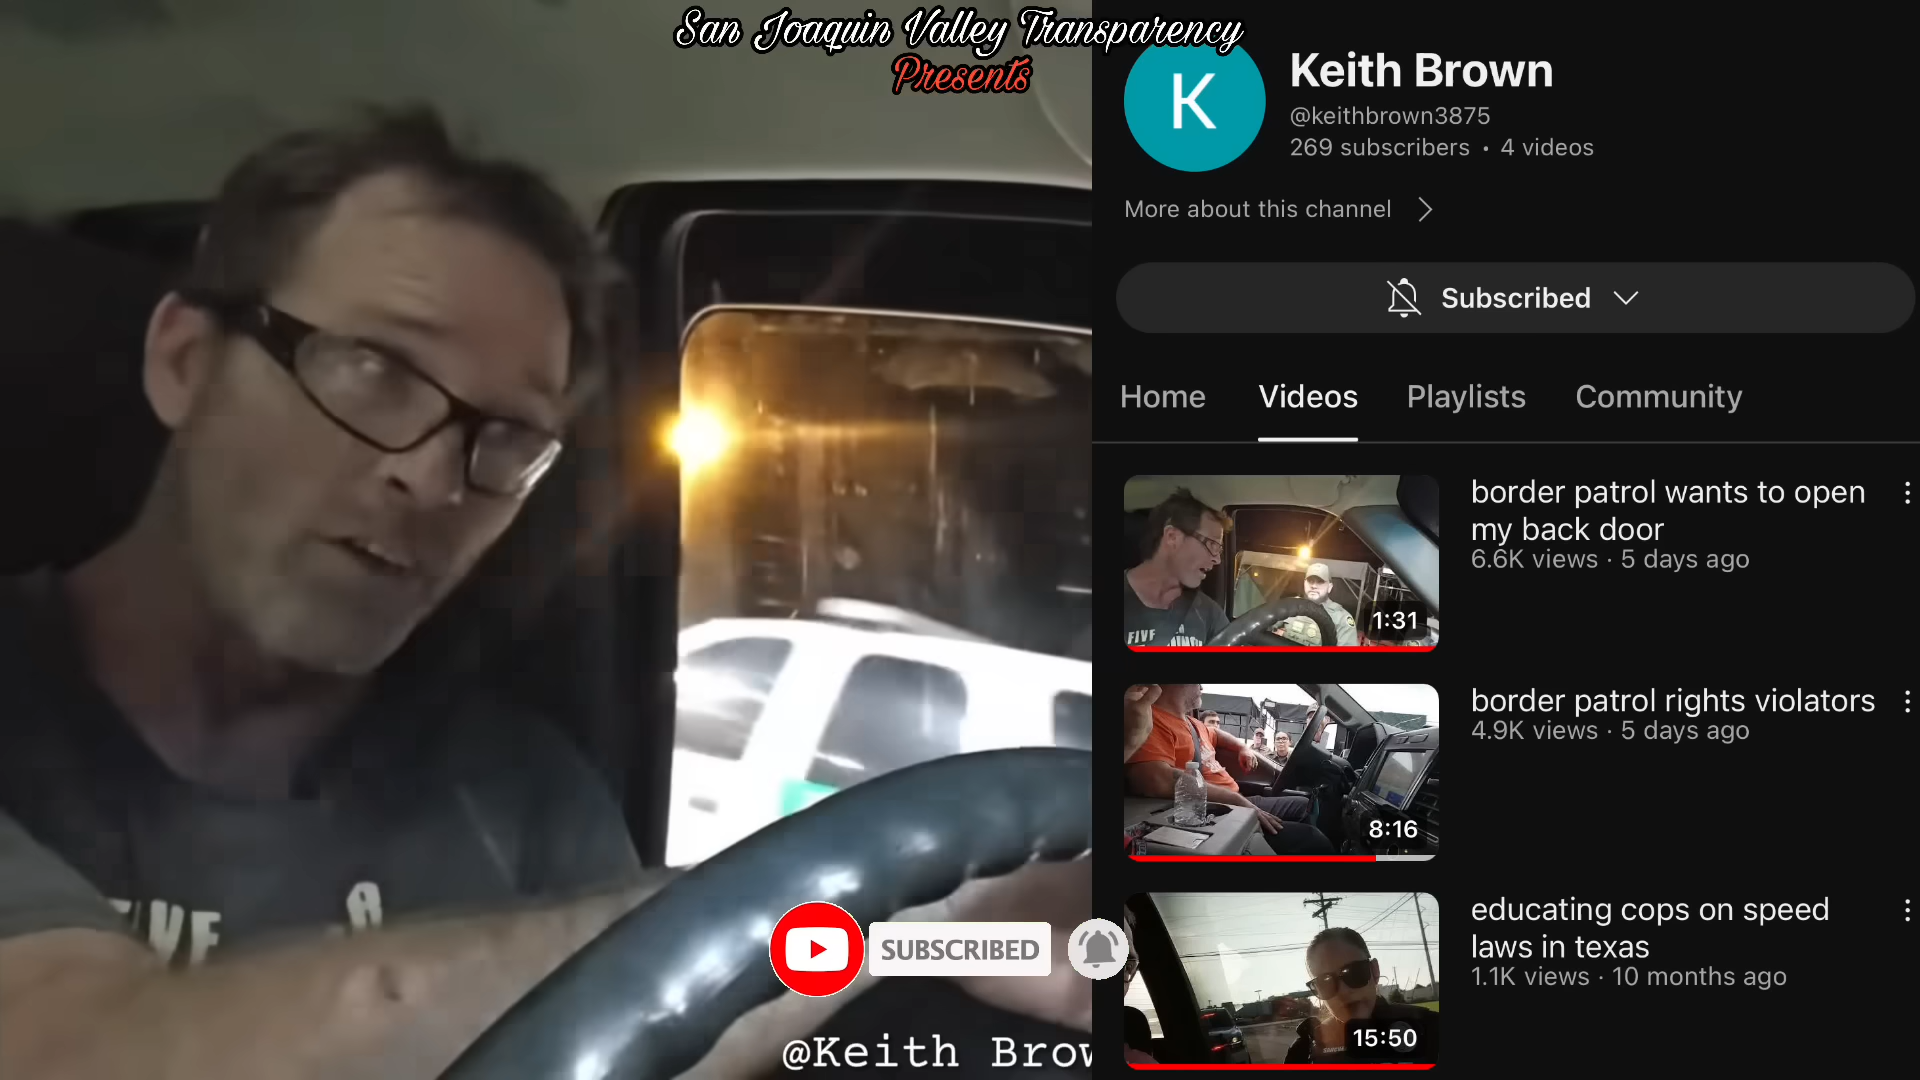 San Joaquin Valley Transparency
Presents
Keith Brown
@keithbrown3875
269 subscribers • 4 videos
More about this channel
Subscribed
Home
Videos
Playlists
Community
border patrol wants to open
my back door
6.6K views · 5 days ago
1:31
FIVE
border patrol rights violators
4.9K views · 5 days ago
8:16
educating cops on speed
laws in texas
1.1K views · 10 months ago
15:50
K
FIVE
SUBSCRIBED
@Keith Brow